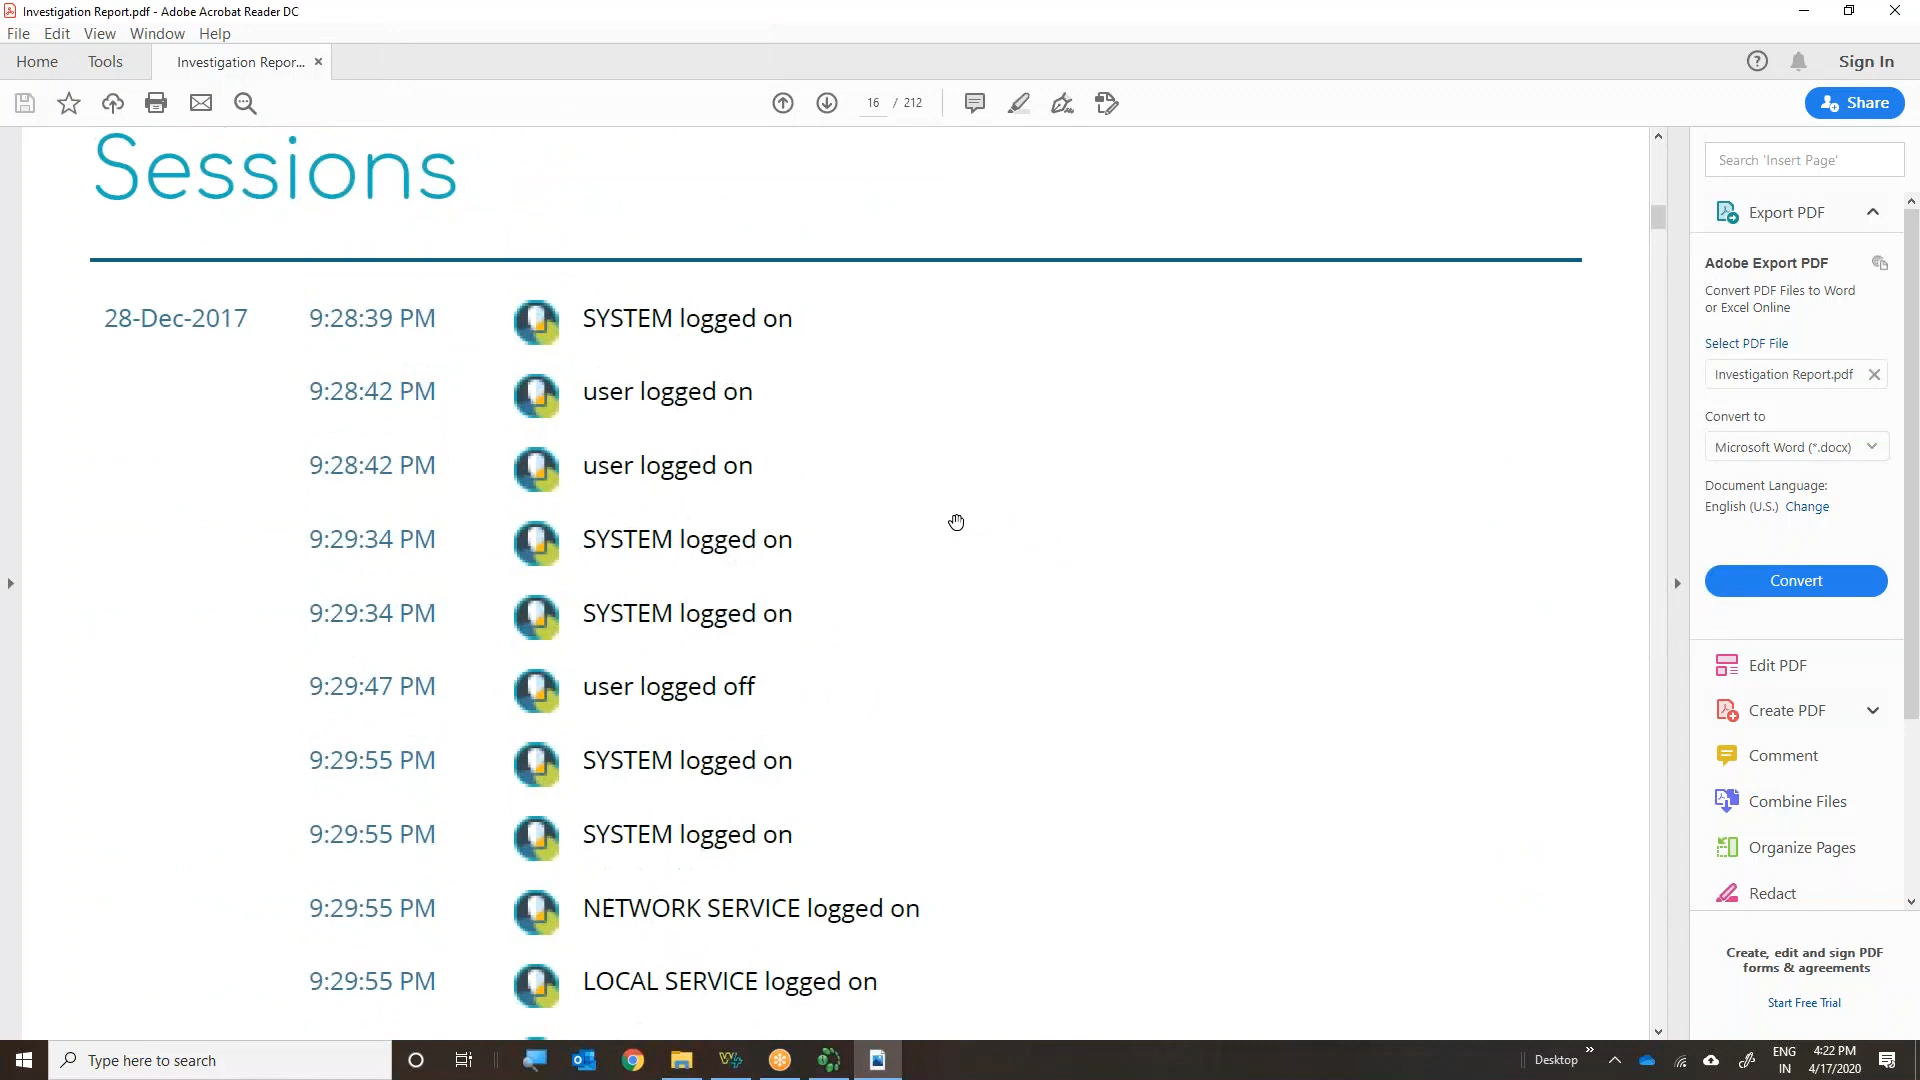 Investigation Report.pdf - Adobe Acrobat Reader DC
File Edit View Window Help
Home Tools Investigation Repor... × Sign In
16 / 212 Share
Sessions
28-Dec-2017 9:28:39 PM SYSTEM logged on
9:28:42 PM user logged on
9:28:42 PM user logged on
9:29:34 PM SYSTEM logged on
9:29:34 PM SYSTEM logged on
9:29:47 PM user logged off
9:29:55 PM SYSTEM logged on
9:29:55 PM SYSTEM logged on
9:29:55 PM NETWORK SERVICE logged on
9:29:55 PM LOCAL SERVICE logged on
Search 'Insert Page'
Export PDF
Adobe Export PDF
Convert PDF Files to Word
or Excel Online
Select PDF File
Investigation Report.pdf
Convert to
Microsoft Word (*.docx)
Document Language:
English (U.S.) Change
Convert
Edit PDF
Create PDF
Comment
Combine Files
Organize Pages
Redact
Create, edit and sign PDF
forms & agreements
Start Free Trial
Type here to search
Desktop »
ENG
IN
4:22 PM
4/17/2020